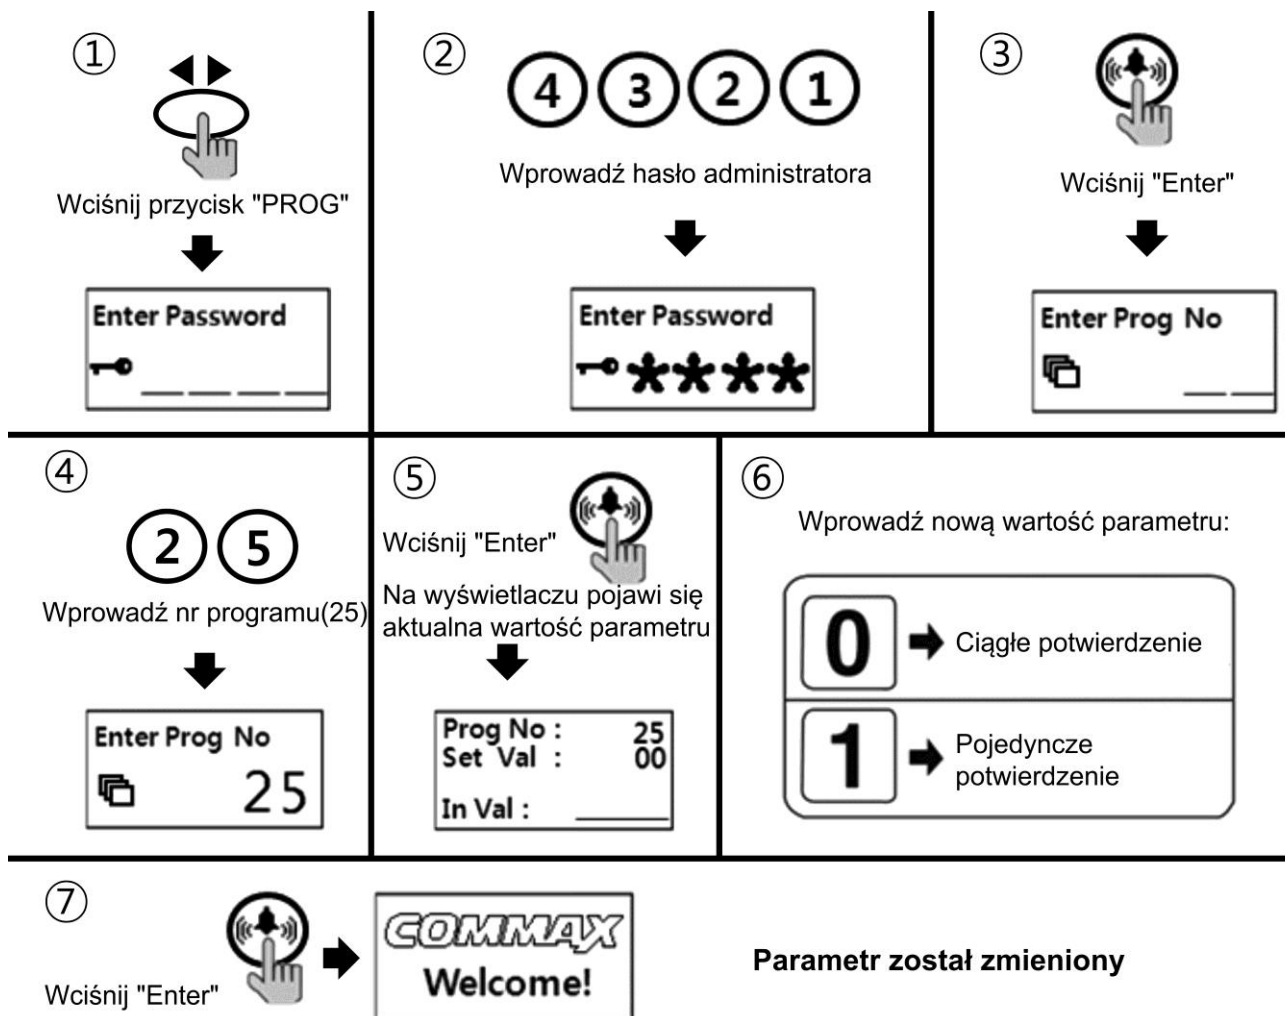 ①
Wciśnij przycisk "PROG"
Enter Password
②
4 3 2 1
Wprowadź hasło administratora
Enter Password
③
Wciśnij "Enter"
Enter Prog No
④
2 5
Wprowadź nr programu(25)
Enter Prog No
25
⑤
Wciśnij "Enter"
Na wyświetlaczu pojawi się
aktualna wartość parametru
Prog No : 25
Set Val : 00
In Val :
⑥
Wprowadź nową wartość parametru:
0 Ciągłe potwierdzenie
1 Pojedyncze
potwierdzenie
⑦
Wciśnij "Enter"
COMMAX
Welcome!
Parametr został zmieniony